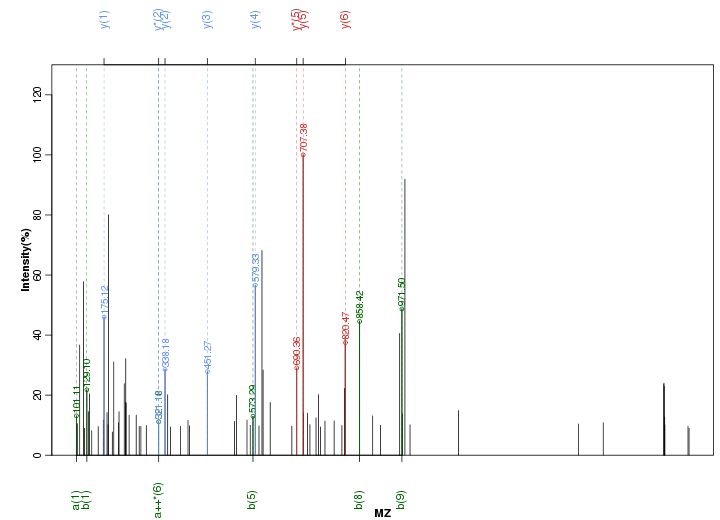 y(1) y*(2) y(2) y(3) y(4) y*(5) y(5) y(6)
Intensity(%)
0 20 40 60 80 100 120
101.11
129.10
175.12
321.18
338.18
451.27
573.29
579.33
690.36
707.38
820.47
858.42
971.50
a(1) b(1) a++*(6) b(5) b(8) b(9)
MZ